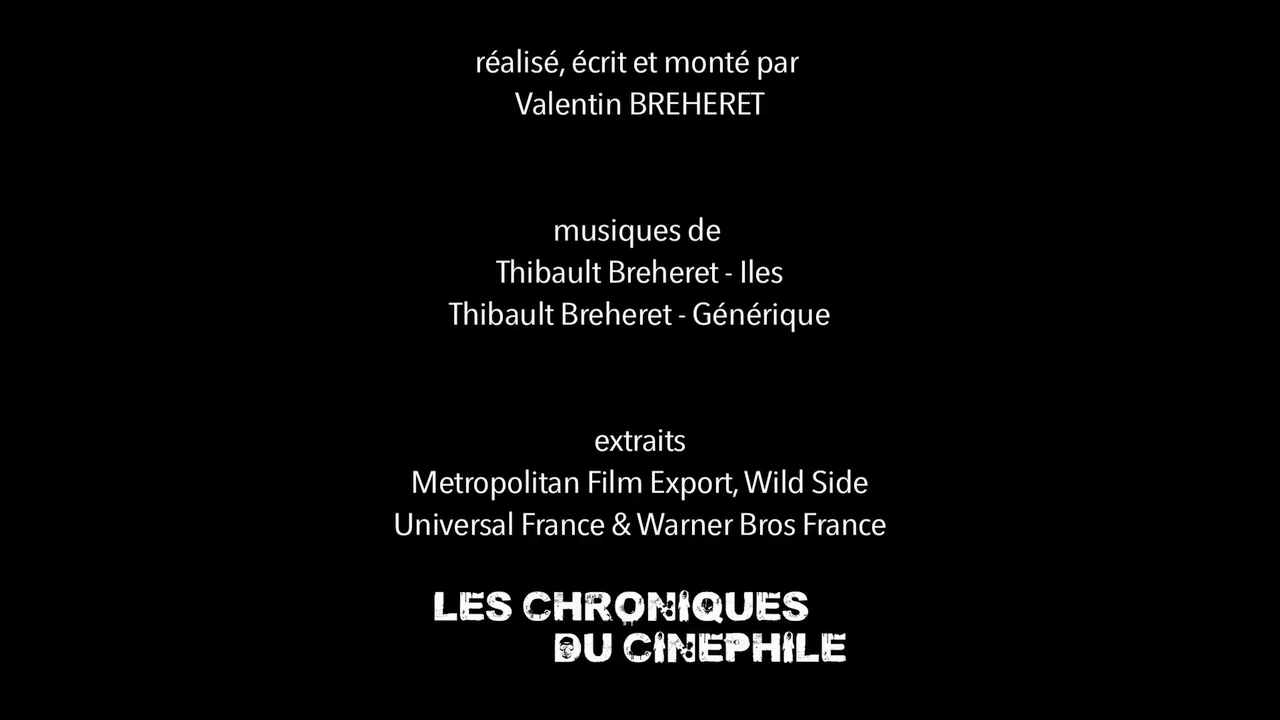 réalisé, écrit et monté par
Valentin BREHERET
musiques de
Thibault Breheret - Iles
Thibault Breheret - Générique
extraits
Metropolitan Film Export, Wild Side
Universal France & Warner Bros France
LES CHRONIQUES
DU CINEPHILE